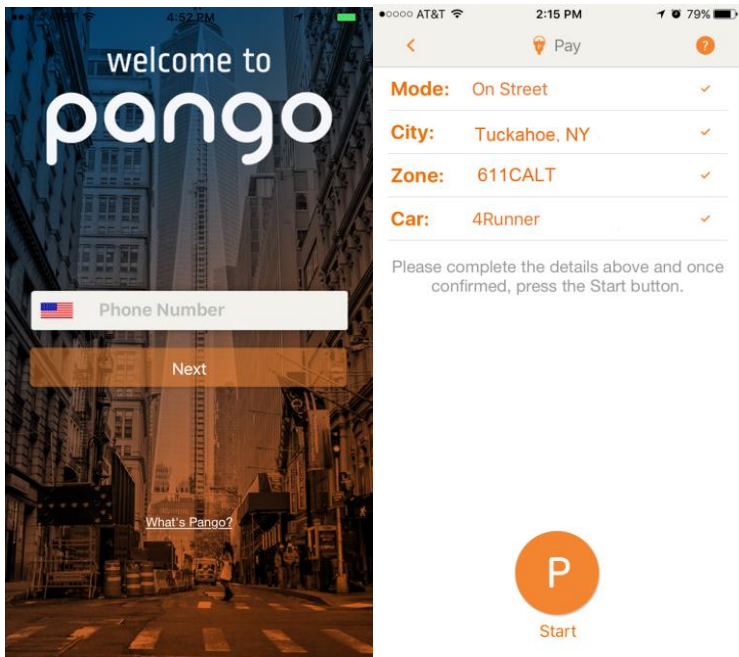 4:52 PM
welcome to
pango
Phone Number
Next
What's Pango?
AT&T 2:15 PM 79%
Pay ?
Mode: On Street
City: Tuckahoe, NY
Zone: 611CALT
Car: 4Runner
Please complete the details above and once
confirmed, press the Start button.
P
Start